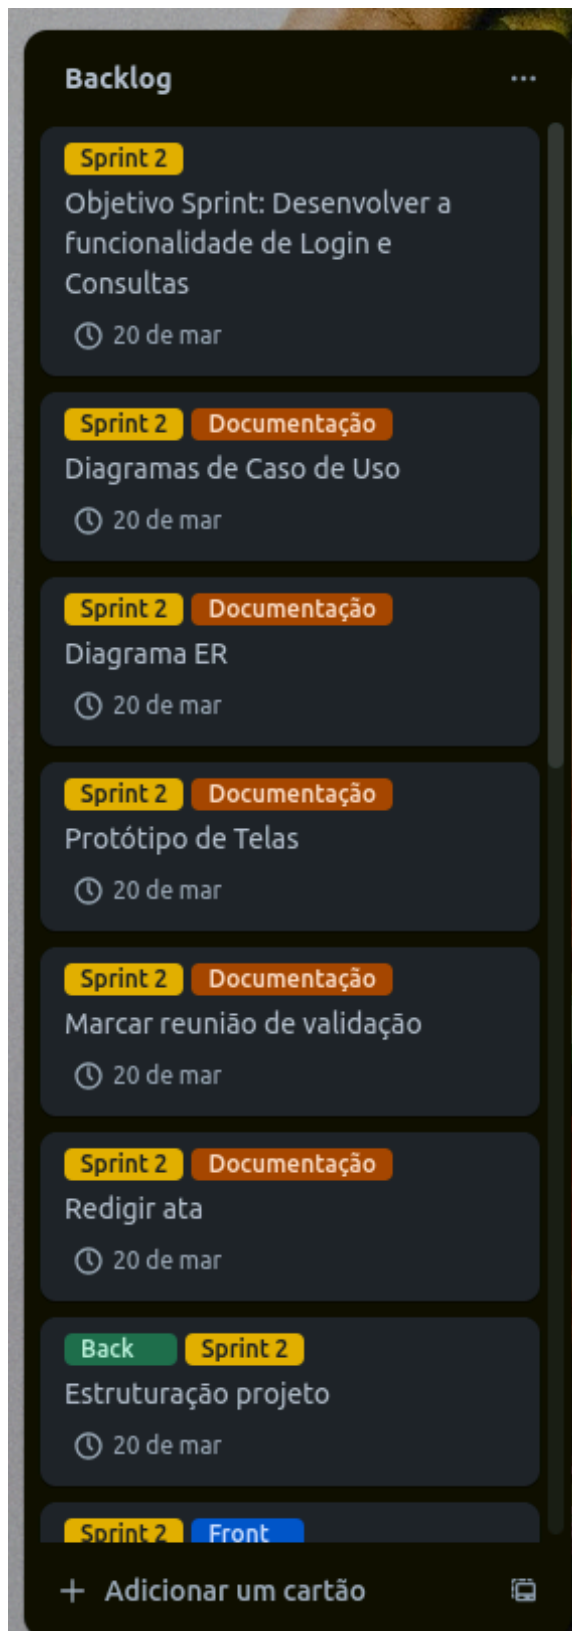 Backlog
Sprint 2
Objetivo Sprint: Desenvolver a
funcionalidade de Login e
Consultas
20 de mar
Sprint 2 Documentação
Diagramas de Caso de Uso
20 de mar
Sprint 2 Documentação
Diagrama ER
20 de mar
Sprint 2 Documentação
Protótipo de Telas
20 de mar
Sprint 2 Documentação
Marcar reunião de validação
20 de mar
Sprint 2 Documentação
Redigir ata
20 de mar
Back Sprint 2
Estruturação projeto
20 de mar
Sprint 2 Front
+ Adicionar um cartão